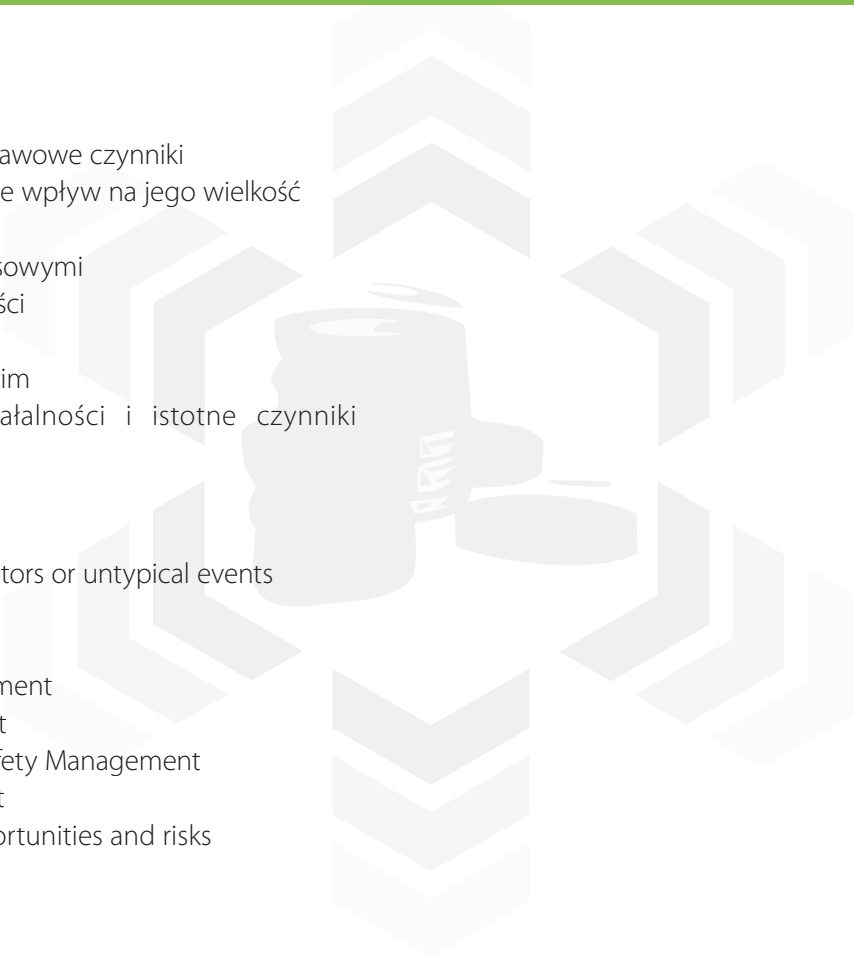 awowe czynniki
e wpływ na jego wielkość
sowymi
ści
im
ałalności i istotne czynniki
tors or untypical events
ment
t
fety Management
t
ortunities and risks